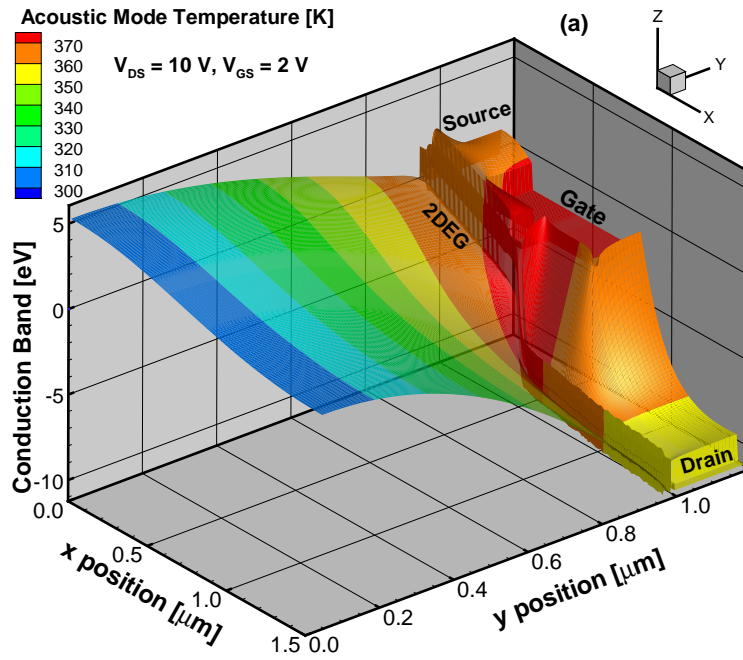 Acoustic Mode Temperature [K]
(a)
370
360
350
340
330
320
310
300
V_DS = 10 V, V_GS = 2 V
Z
Y
X
Source
Gate
2DEG
Drain
Conduction Band [eV]
5
0
-5
-10
x position [μm]
0.0
0.5
1.0
1.5
y position [μm]
0.0
0.2
0.4
0.6
0.8
1.0